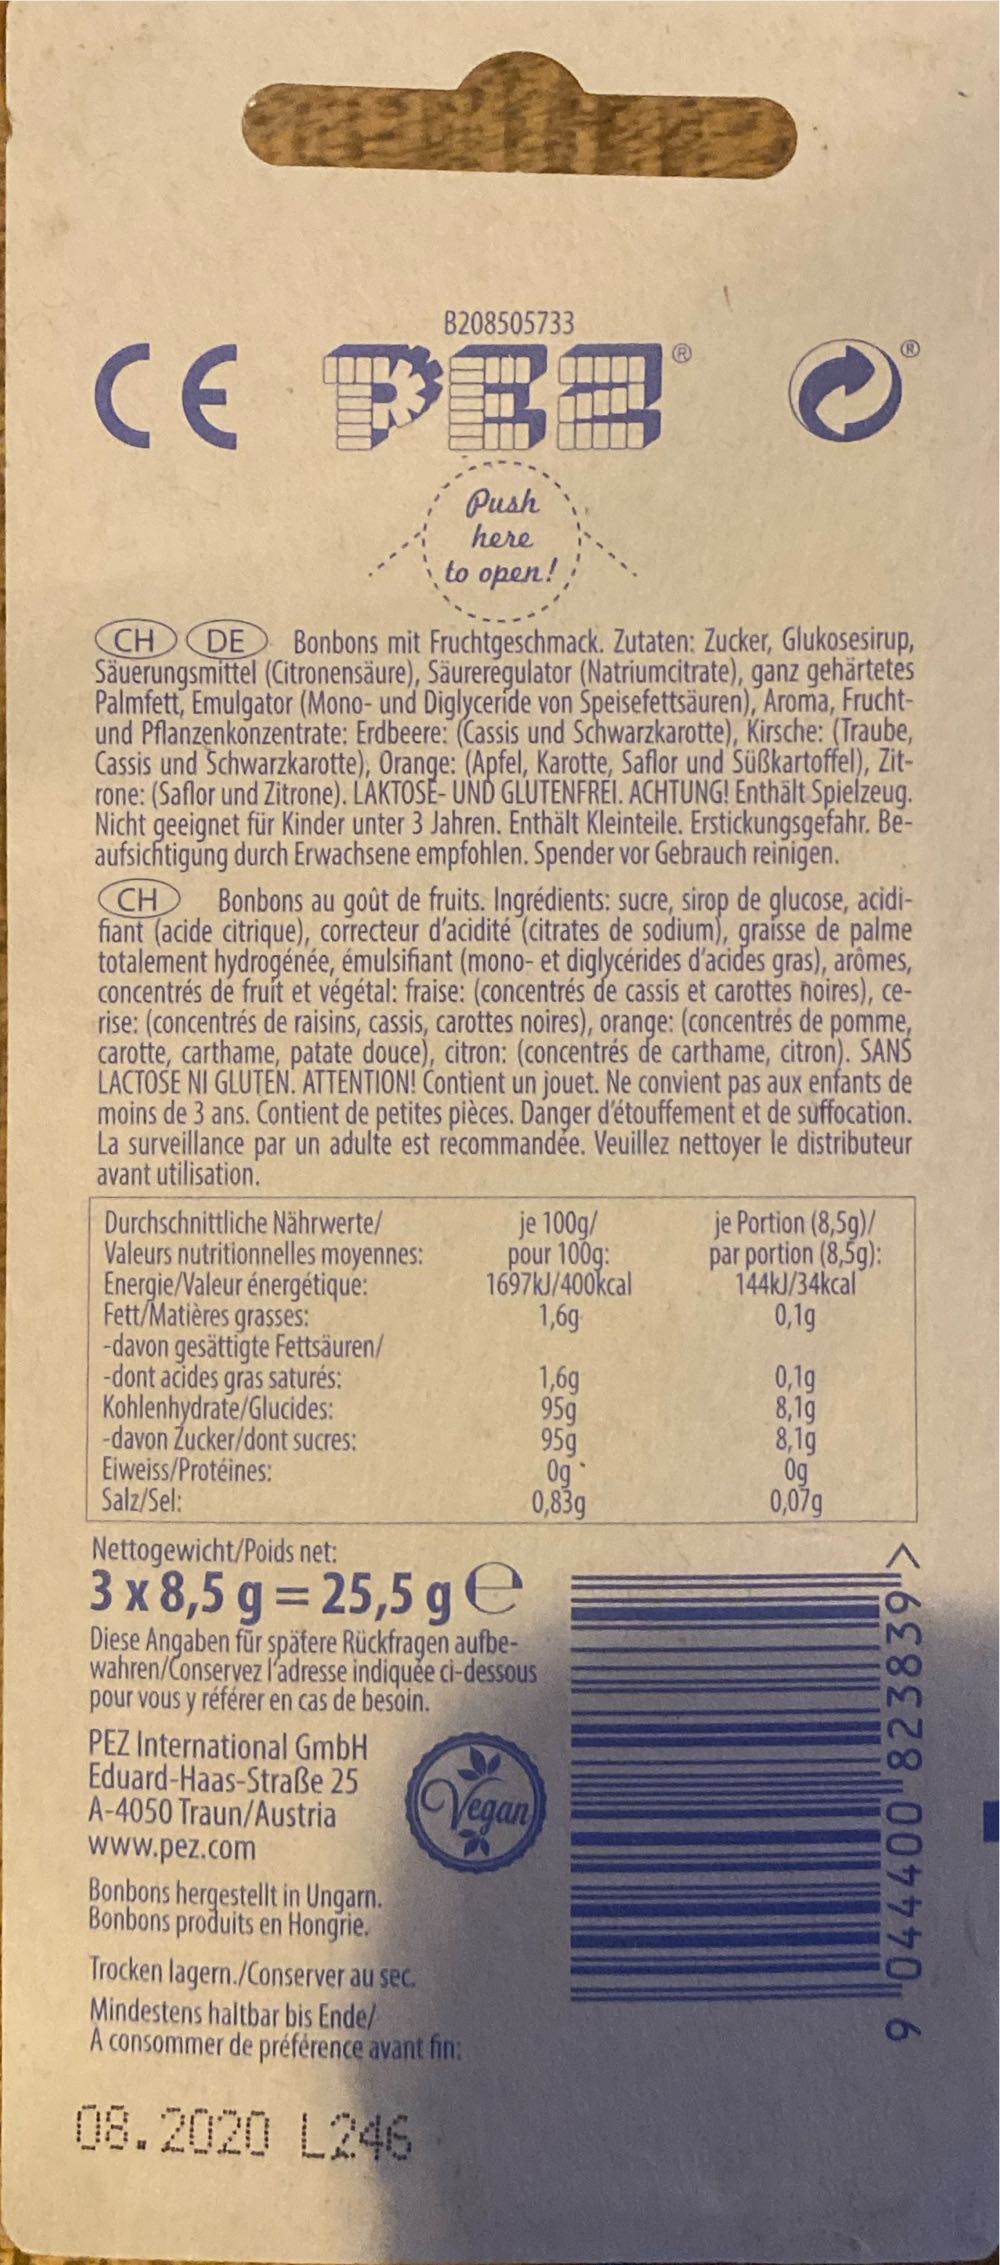 B208505733
CE PEZ® ®
Push
here
to open!
CH DE Bonbons mit Fruchtgeschmack. Zutaten: Zucker, Glukosesirup,
Säuerungsmittel (Citronensäure), Säureregulator (Natriumcitrate), ganz gehärtetes
Palmfett, Emulgator (Mono- und Diglyceride von Speisefettsäuren), Aroma, Frucht-
und Pflanzenkonzentrate: Erdbeere: (Cassis und Schwarzkarotte), Kirsche: (Traube,
Cassis und Schwarzkarotte), Orange: (Apfel, Karotte, Saflor und Süßkartoffel), Zit-
rone: (Saflor und Zitrone). LAKTOSE- UND GLUTENFREI. ACHTUNG! Enthält Spielzeug.
Nicht geeignet für Kinder unter 3 Jahren. Enthält Kleinteile. Erstickungsgefahr. Be-
aufsichtigung durch Erwachsene empfohlen. Spender vor Gebrauch reinigen.
CH Bonbons au goût de fruits. Ingrédients: sucre, sirop de glucose, acidi-
fiant (acide citrique), correcteur d'acidité (citrates de sodium), graisse de palme
totalement hydrogénée, émulsifiant (mono- et diglycérides d'acides gras), arômes,
concentrés de fruit et végétal: fraise: (concentrés de cassis et carottes noires), ce-
rise: (concentrés de raisins, cassis, carottes noires), orange: (concentrés de pomme,
carotte, carthame, patate douce), citron: (concentrés de carthame, citron). SANS
LACTOSE NI GLUTEN. ATTENTION! Contient un jouet. Ne convient pas aux enfants de
moins de 3 ans. Contient de petites pièces. Danger d'étouffement et de suffocation.
La surveillance par un adulte est recommandée. Veuillez nettoyer le distributeur
avant utilisation.
Durchschnittliche Nährwerte/ je 100g/ je Portion (8,5g)/
Valeurs nutritionnelles moyennes: pour 100g: par portion (8,5g):
Energie/Valeur énergétique: 1697kJ/400kcal 144kJ/34kcal
Fett/Matières grasses: 1,6g 0,1g
-davon gesättigte Fettsäuren/
-dont acides gras saturés: 1,6g 0,1g
Kohlenhydrate/Glucides: 95g 8,1g
-davon Zucker/dont sucres: 95g 8,1g
Eiweiss/Protéines: 0g 0g
Salz/Sel: 0,83g 0,07g
Nettogewicht/Poids net:
3 x 8,5 g = 25,5 g ℮
Diese Angaben für spätere Rückfragen aufbe-
wahren/Conservez l'adresse indiquée ci-dessous
pour vous y référer en cas de besoin.
PEZ International GmbH
Eduard-Haas-Straße 25
A-4050 Traun/Austria
www.pez.com
Vegan
Bonbons hergestellt in Ungarn.
Bonbons produits en Hongrie.
Trocken lagern./Conserver au sec.
Mindestens haltbar bis Ende/
À consommer de préférence avant fin:
08.2020 L246
9 044400 823839 >